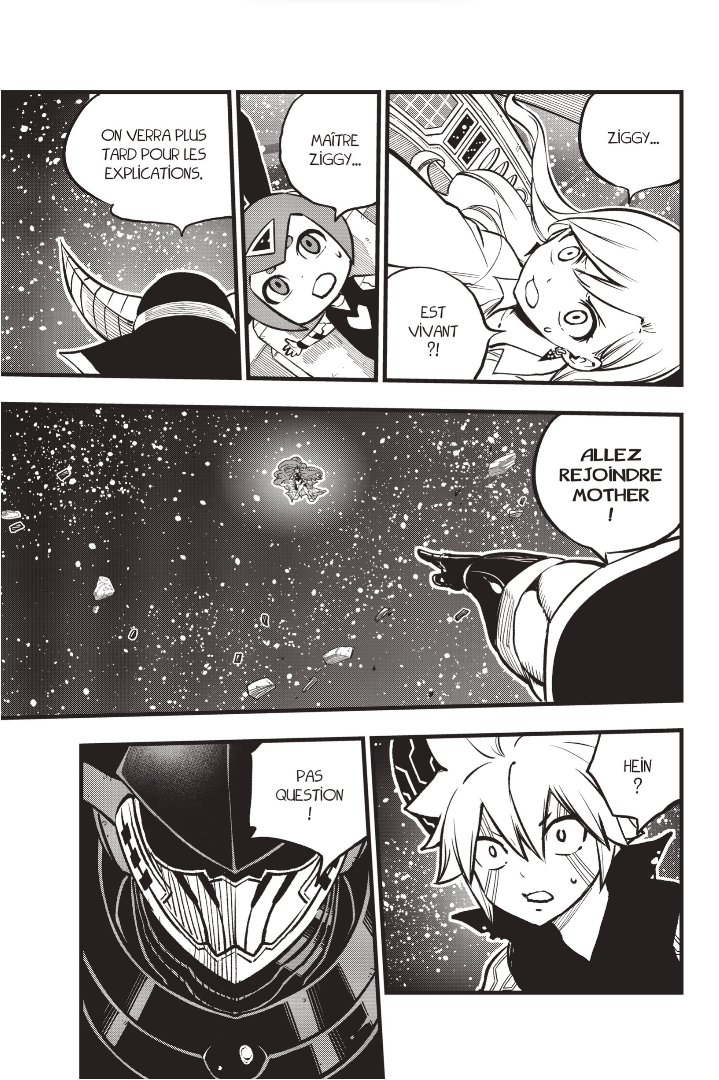 ZIGGY...
EST
VIVANT
?!
MAÎTRE
ZIGGY...
ON VERRA PLUS
TARD POUR LES
EXPLICATIONS.
ALLEZ
REJOINDRE
MOTHER
!
HEIN
?
PAS
QUESTION
!